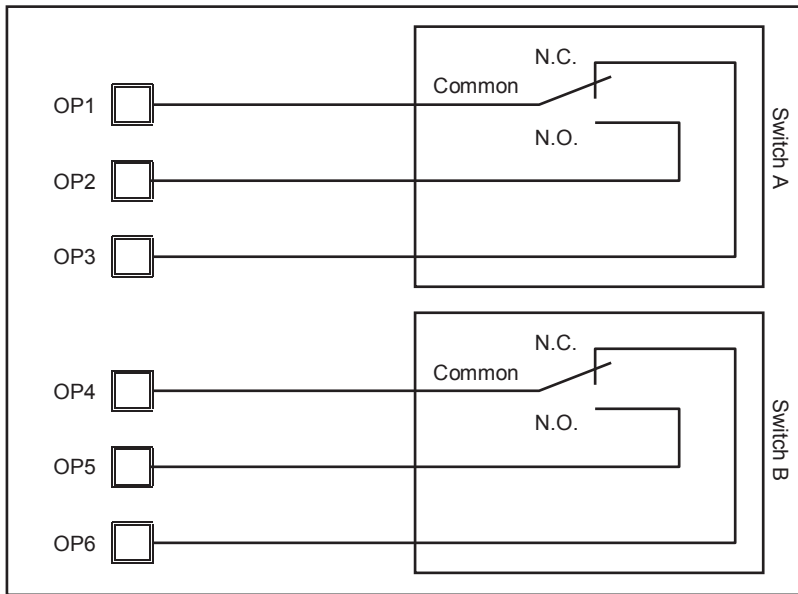 N.C.
OP1
Common
N.O.
Switch A
OP2
OP3
N.C.
OP4
Common
N.O.
Switch B
OP5
OP6